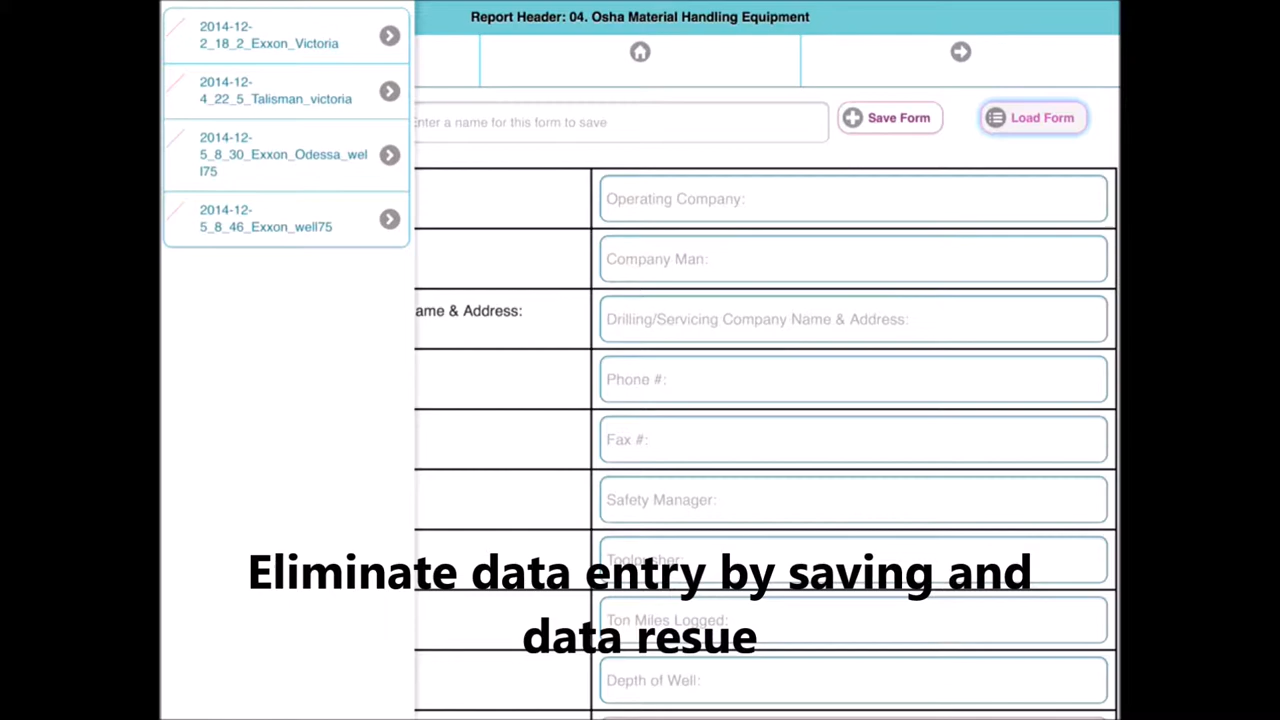 Report Header: 04. Osha Material Handling Equipment
2014-12-
2_18_2_Exxon_Victoria
2014-12-
4_22_5_Talisman_victoria
2014-12-
5_8_30_Exxon_Odessa_wel
l75
2014-12-
5_8_46_Exxon_well75
Enter a name for this form to save
Save Form
Load Form
Operating Company:
Company Man:
ame & Address:
Drilling/Servicing Company Name & Address:
Phone #:
Fax #:
Safety Manager:
Toolpusher:
Eliminate data entry by saving and
data resue
Ton Miles Logged:
Depth of Well: